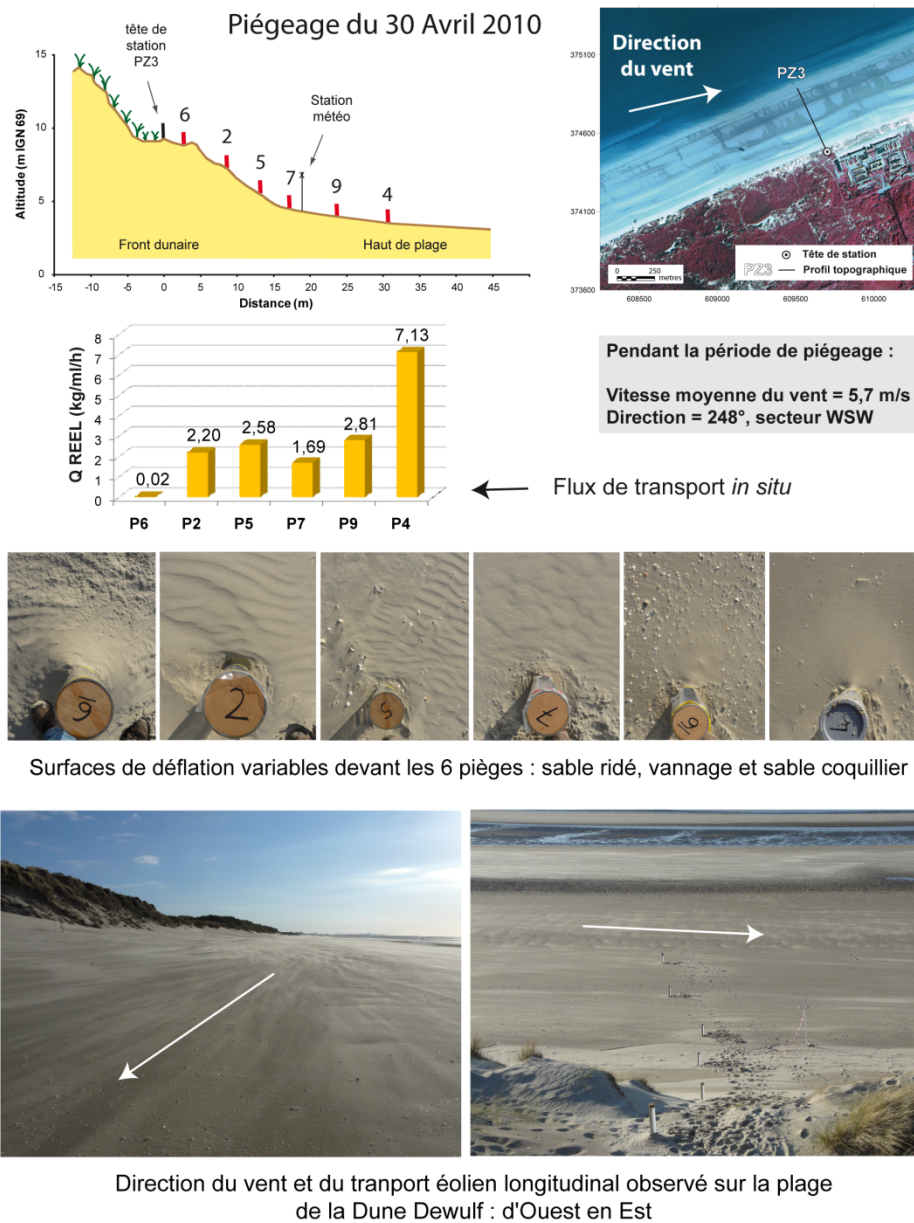 Piégeage du 30 Avril 2010
tête de
station
PZ3
Station
météo
Altitude (m IGN 69)
15
10
5
0
6
2
5
7
9
4
Front dunaire
Haut de plage
-15 -10 -5 0 5 10 15 20 25 30 35 40 45
Distance (m)
Direction
du vent
PZ3
375100
374600
374100
373600
608500 609000 609500 610000
0 250
metres
Tête de station
PZ3 Profil topographique
Q REEL (kg/ml/h)
8
7
6
5
4
3
2
1
0
0,02
2,20
2,58
1,69
2,81
7,13
P6 P2 P5 P7 P9 P4
Pendant la période de piégeage :
Vitesse moyenne du vent = 5,7 m/s
Direction = 248°, secteur WSW
Flux de transport in situ
6 2 5 7 9 4
Surfaces de déflation variables devant les 6 pièges : sable ridé, vannage et sable coquillier
Direction du vent et du tranport éolien longitudinal observé sur la plage
de la Dune Dewulf : d'Ouest en Est